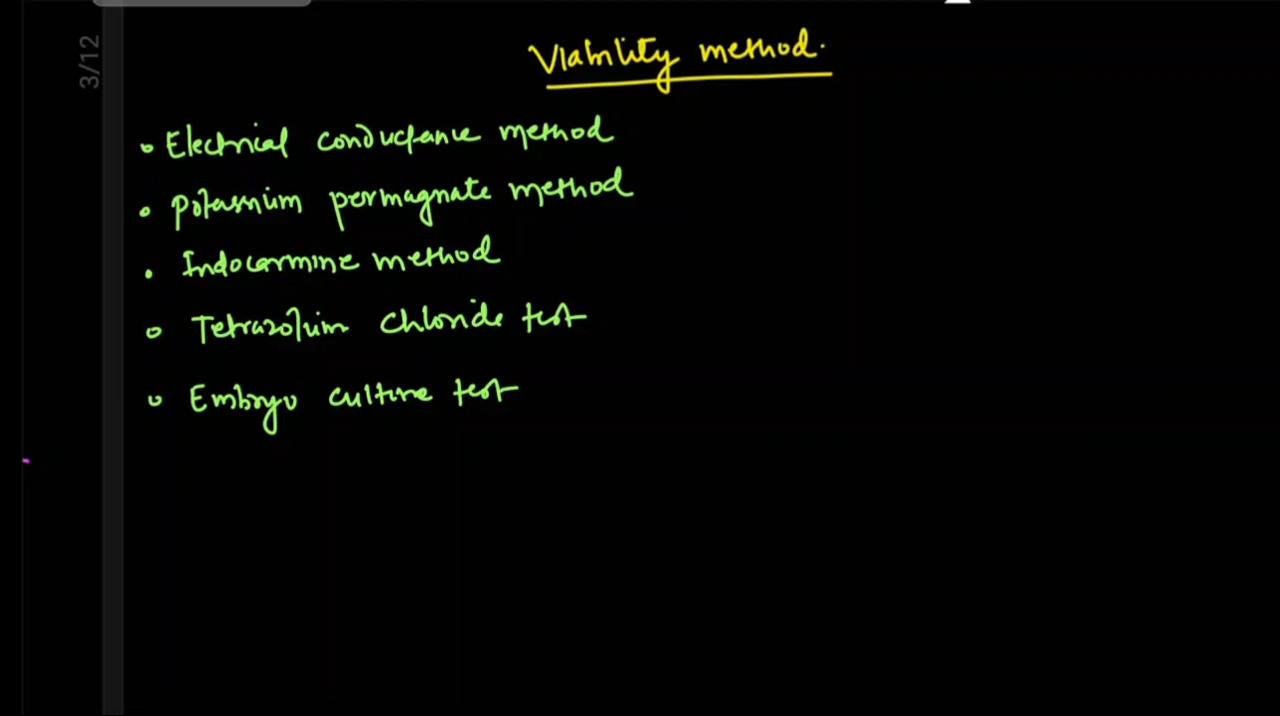 3/12
Viability method.
• Electrical conductance method
• Potassium permagnate method
• Indocarmine method
• Tetrazolium chloride test
• Embryo culture test